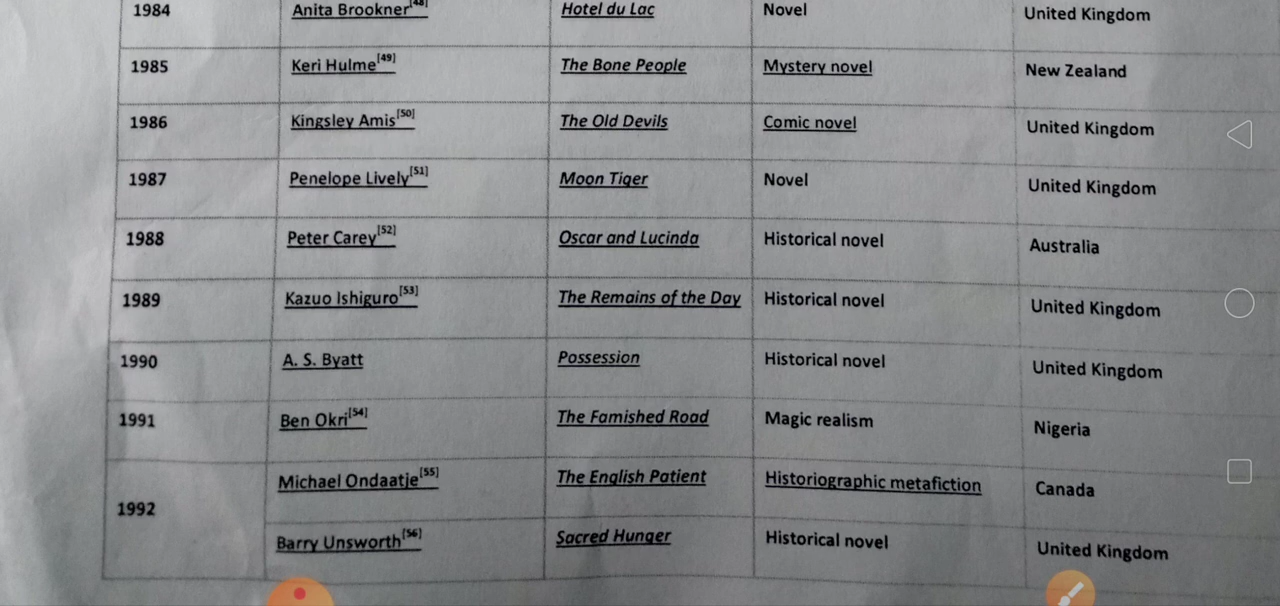 1984 Anita Brookner[48] Hotel du Lac Novel United Kingdom
1985 Keri Hulme[49] The Bone People Mystery novel New Zealand
1986 Kingsley Amis[50] The Old Devils Comic novel United Kingdom
1987 Penelope Lively[51] Moon Tiger Novel United Kingdom
1988 Peter Carey[52] Oscar and Lucinda Historical novel Australia
1989 Kazuo Ishiguro[53] The Remains of the Day Historical novel United Kingdom
1990 A. S. Byatt Possession Historical novel United Kingdom
1991 Ben Okri[54] The Famished Road Magic realism Nigeria
1992 Michael Ondaatje[55] The English Patient Historiographic metafiction Canada
Barry Unsworth[56] Sacred Hunger Historical novel United Kingdom